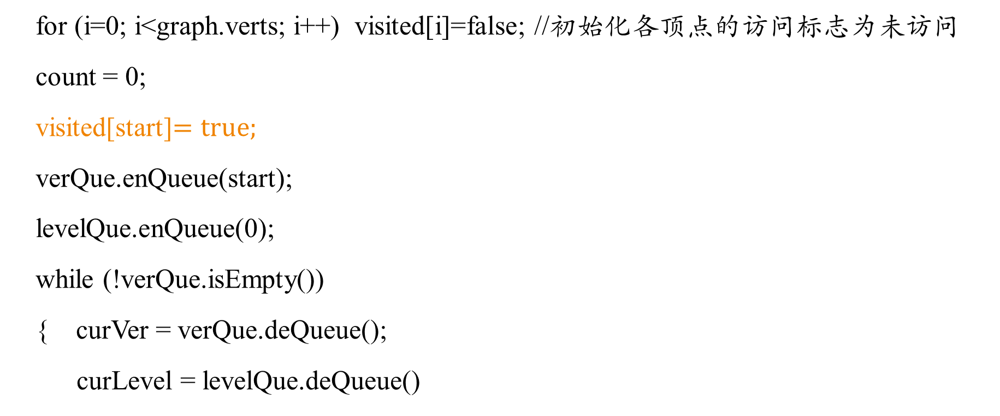 for (i=0; i<graph.verts; i++)  visited[i]=false; //初始化各顶点的访问标志为未访问
count = 0;
visited[start]= true;
verQue.enQueue(start);
levelQue.enQueue(0);
while (!verQue.isEmpty())
{    curVer = verQue.deQueue();
curLevel = levelQue.deQueue()